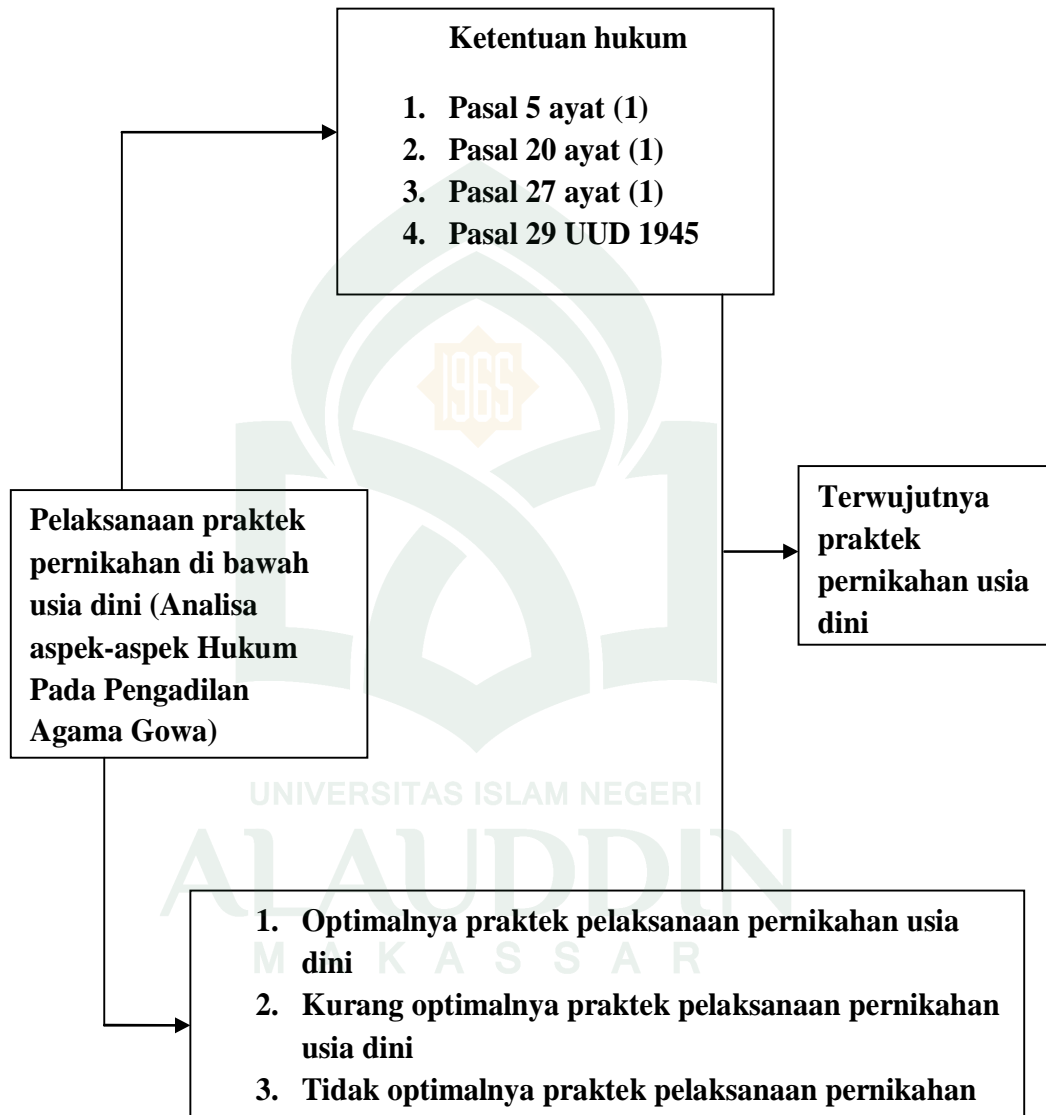 Ketentuan hukum
1. Pasal 5 ayat (1)
2. Pasal 20 ayat (1)
3. Pasal 27 ayat (1)
4. Pasal 29 UUD 1945
1965
Pelaksanaan praktek
pernikahan di bawah
usia dini (Analisa
aspek-aspek Hukum
Pada Pengadilan
Agama Gowa)
Terwujutnya
praktek
pernikahan usia
dini
UNIVERSITAS ISLAM NEGERI
ALAUDDIN
MAKASSAR
1. Optimalnya praktek pelaksanaan pernikahan usia
dini
2. Kurang optimalnya praktek pelaksanaan pernikahan
usia dini
3. Tidak optimalnya praktek pelaksanaan pernikahan